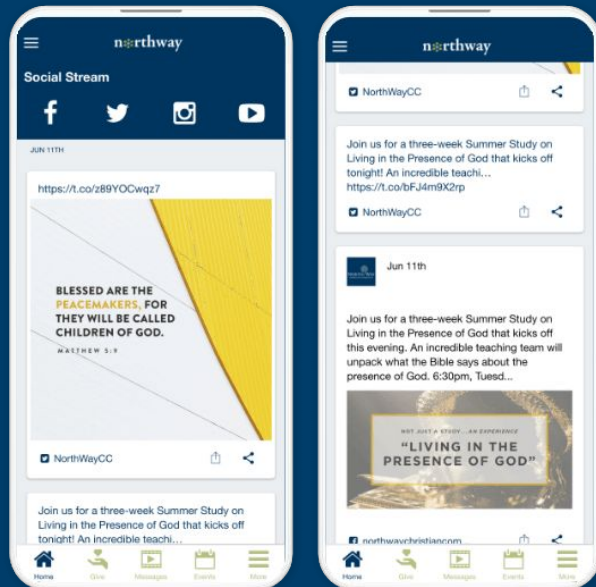 northway
Social Stream
JUN 11TH
https://t.co/z89YOCwqz7
BLESSED ARE THE
PEACEMAKERS, FOR
THEY WILL BE CALLED
CHILDREN OF GOD.
MATTHEW 5:9
NorthWayCC
Join us for a three-week Summer Study on
Living in the Presence of God that kicks off
tonight! An incredible teachi...
Home
Give
Messages
Events
More
northway
NorthWayCC
Join us for a three-week Summer Study on
Living in the Presence of God that kicks off
tonight! An incredible teachi...
https://t.co/bFJ4m9X2rp
NorthWayCC
Jun 11th
Join us for a three-week Summer Study on
Living in the Presence of God that kicks off
this evening. An incredible teaching team will
unpack what the Bible says about the
presence of God. 6:30pm, Tuesd...
NOT JUST A STUDY...AN EXPERIENCE
“LIVING IN THE
PRESENCE OF GOD”
northwaychristiancom...
Home
Give
Messages
Events
More